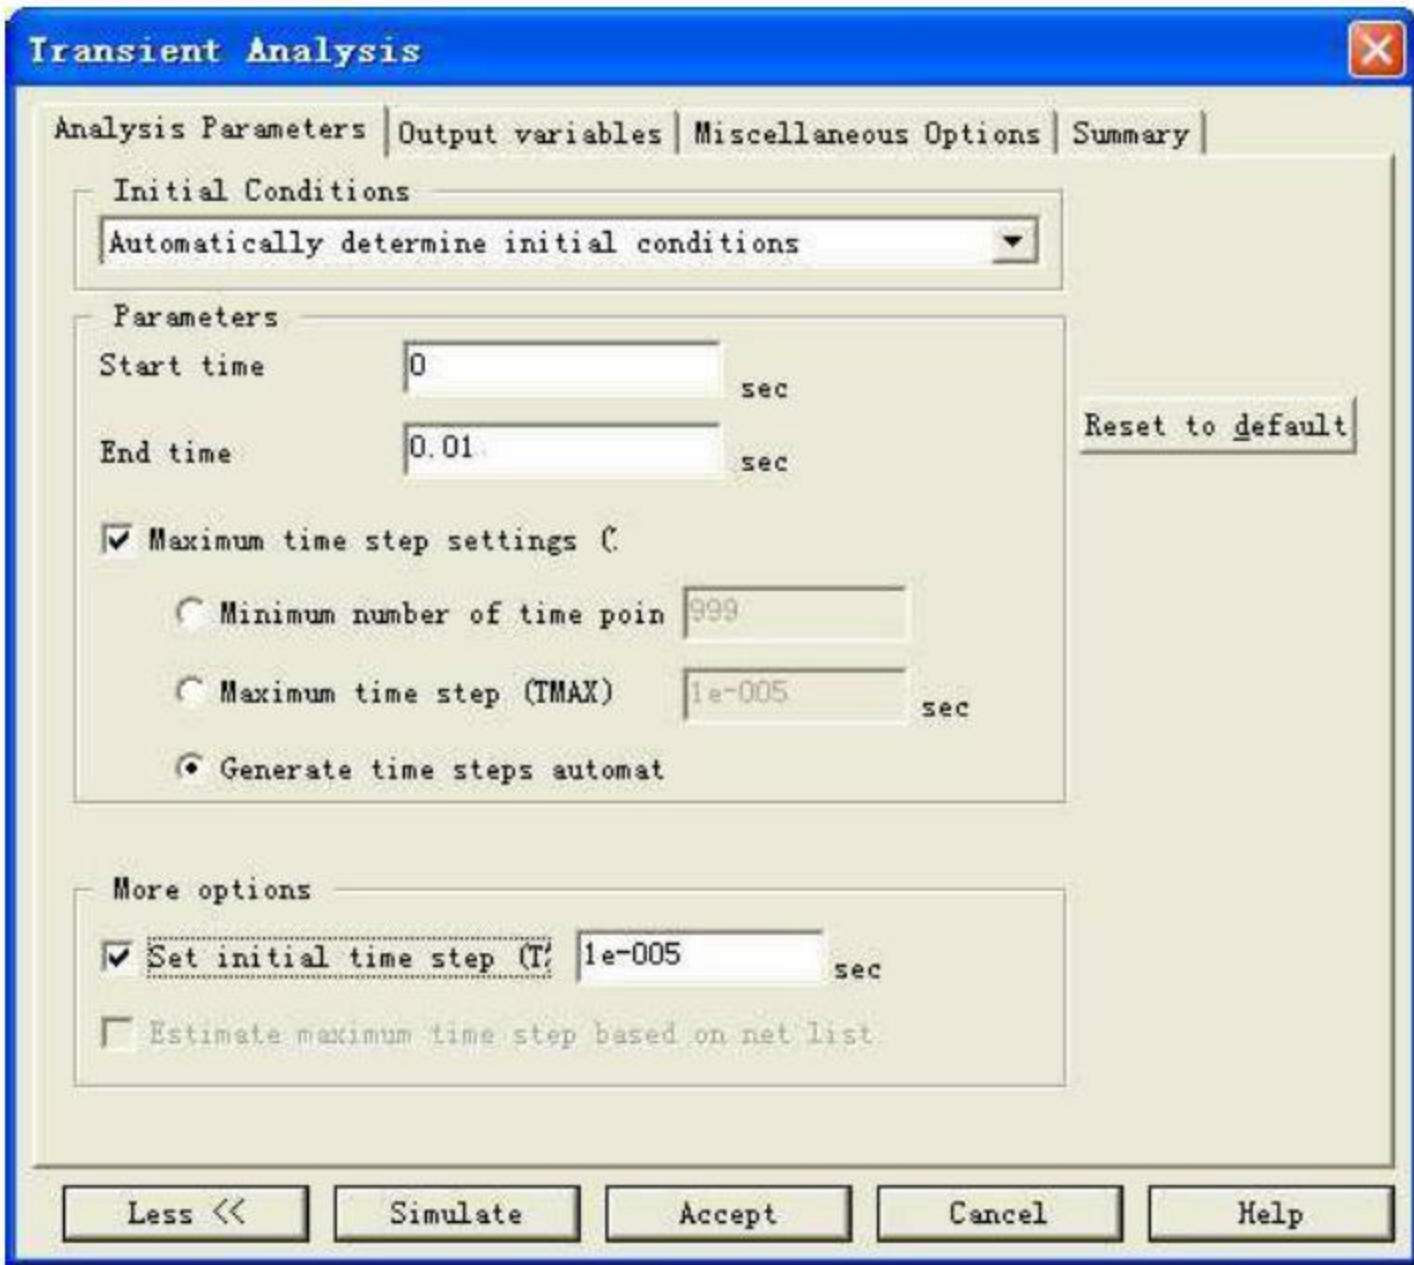 Transient Analysis
Analysis Parameters Output variables Miscellaneous Options Summary
Initial Conditions
Automatically determine initial conditions
Parameters
Start time 0 sec
End time 0.01 sec
Reset to default
Maximum time step settings (
Minimum number of time poin 999
Maximum time step (TMAX) 1e-005 sec
Generate time steps automat
More options
Set initial time step (T 1e-005 sec
Estimate maximum time step based on net list
Less << Simulate Accept Cancel Help